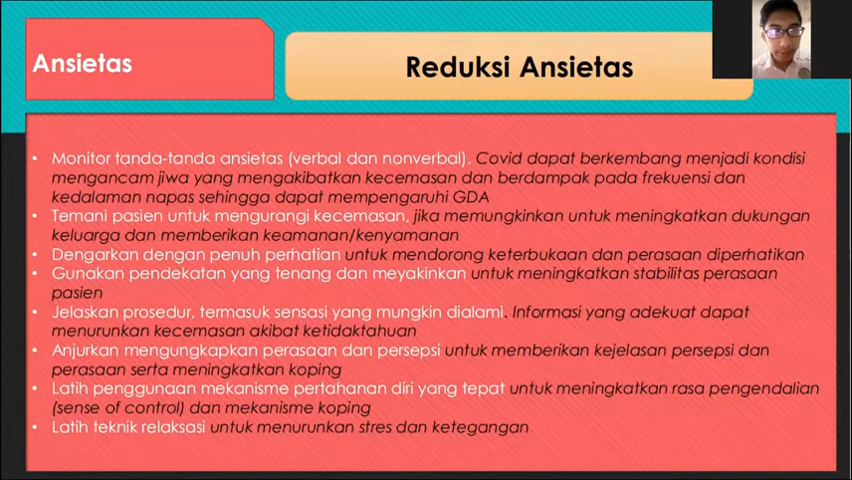 Ansietas
Reduksi Ansietas
• Monitor tanda-tanda ansietas (verbal dan nonverbal). Covid dapat berkembang menjadi kondisi
mengancam jiwa yang mengakibatkan kecemasan dan berdampak pada frekuensi dan
kedalaman napas sehingga dapat mempengaruhi GDA
• Temani pasien untuk mengurangi kecemasan, jika memungkinkan untuk meningkatkan dukungan
keluarga dan memberikan keamanan/kenyamanan
• Dengarkan dengan penuh perhatian untuk mendorong keterbukaan dan perasaan diperhatikan
• Gunakan pendekatan yang tenang dan meyakinkan untuk meningkatkan stabilitas perasaan
pasien
• Jelaskan prosedur, termasuk sensasi yang mungkin dialami. Informasi yang adekuat dapat
menurunkan kecemasan akibat ketidaktahuan
• Anjurkan mengungkapkan perasaan dan persepsi untuk memberikan kejelasan persepsi dan
perasaan serta meningkatkan koping
• Latih penggunaan mekanisme pertahanan diri yang tepat untuk meningkatkan rasa pengendalian
(sense of control) dan mekanisme koping
• Latih teknik relaksasi untuk menurunkan stres dan ketegangan